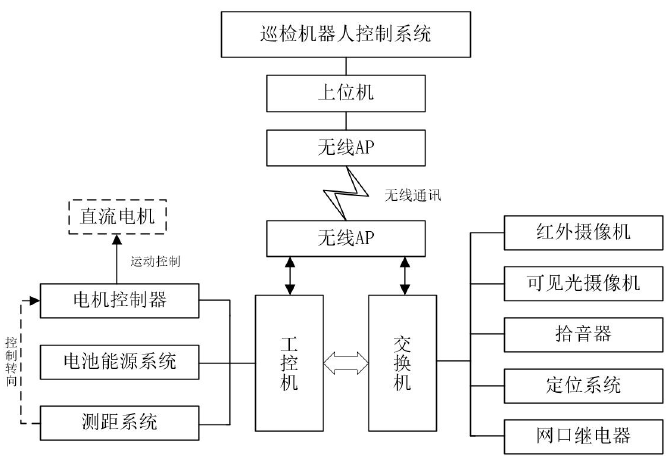 巡检机器人控制系统
上位机
无线AP
无线通讯
无线AP
直流电机
运动控制
电机控制器
电池能源系统
测距系统
控制转向
工控机
交换机
红外摄像机
可见光摄像机
拾音器
定位系统
网口继电器